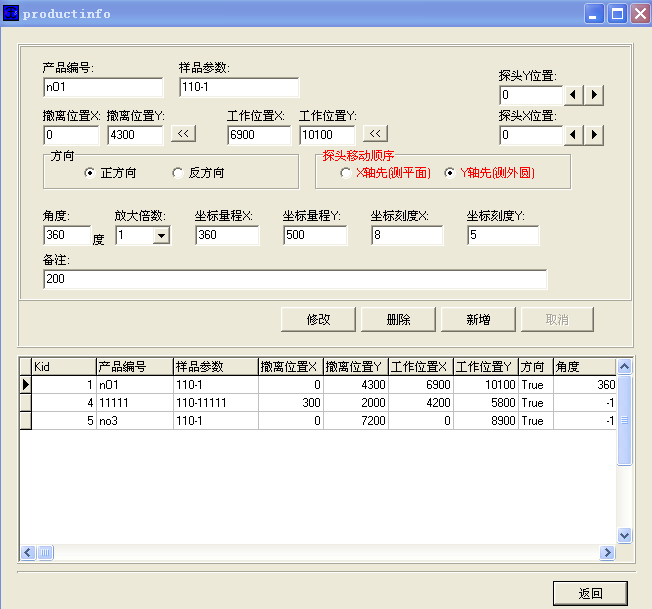 productinfo
产品编号: 样品参数:
nO1 110-1
探头Y位置:
0
撤离位置X: 撤离位置Y: 工作位置X: 工作位置Y: 探头X位置:
0 4300 << 6900 10100 << 0
方向 探头移动顺序
正方向 反方向 X轴先(测平面) Y轴先(测外圆)
角度: 放大倍数: 坐标量程X: 坐标量程Y: 坐标刻度X: 坐标刻度Y:
360 度 1 360 500 8 5
备注:
200
修改 删除 新增 取消
Kid 产品编号 样品参数 撤离位置X 撤离位置Y 工作位置X 工作位置Y 方向 角度
1 nO1 110-1 0 4300 6900 10100 True 360
4 11111 110-11111 300 2000 4200 5800 True -1
5 no3 110-1 0 7200 0 8900 True -1
返回